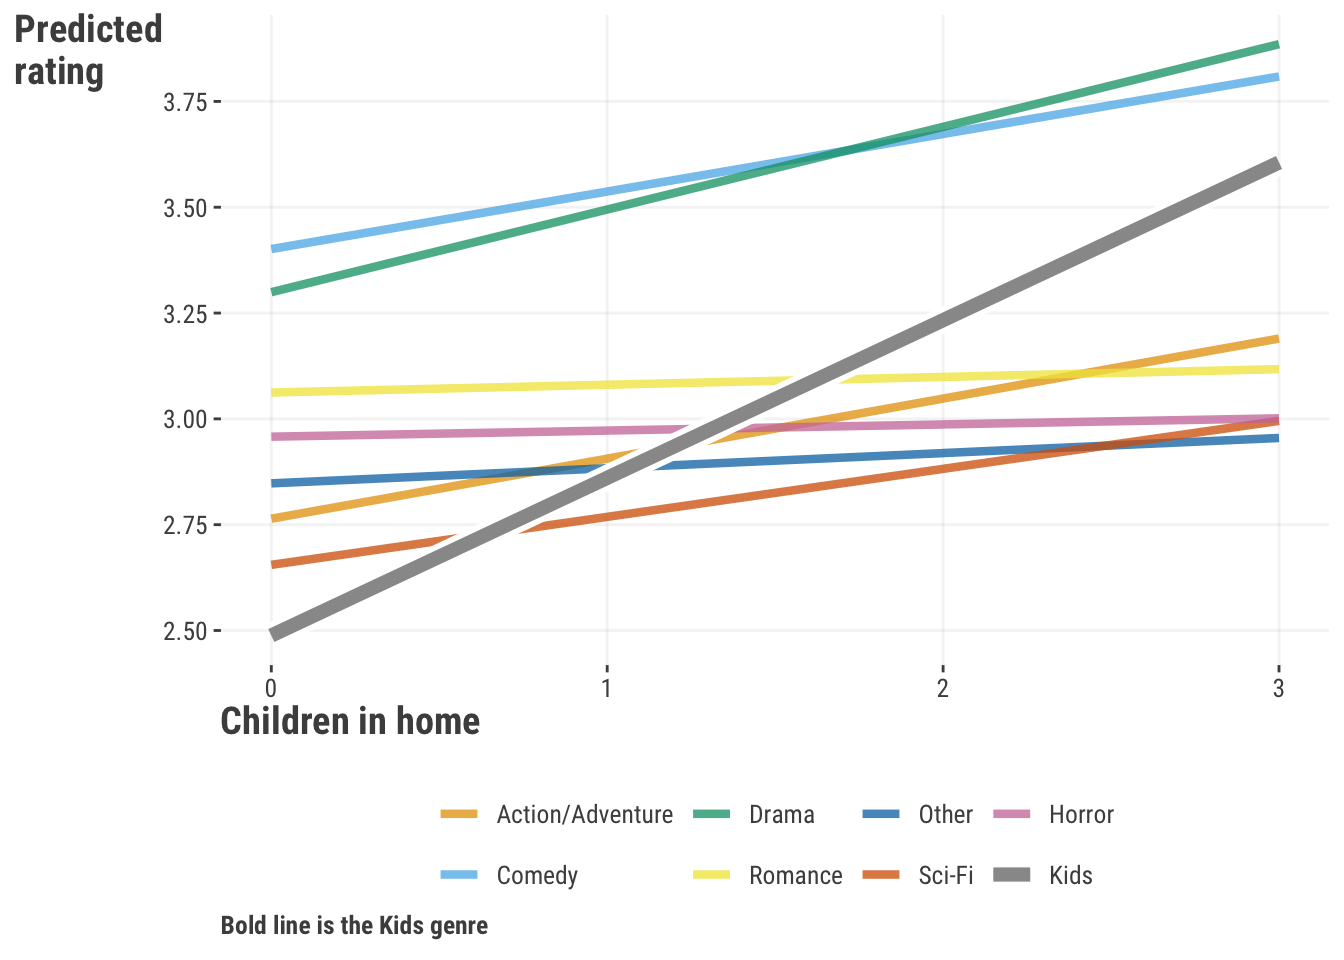 Predicted
rating
3.75
3.50
3.25
3.00
2.75
2.50
0 1 2 3
Children in home
Action/Adventure Drama Other Horror
Comedy Romance Sci-Fi Kids
Bold line is the Kids genre